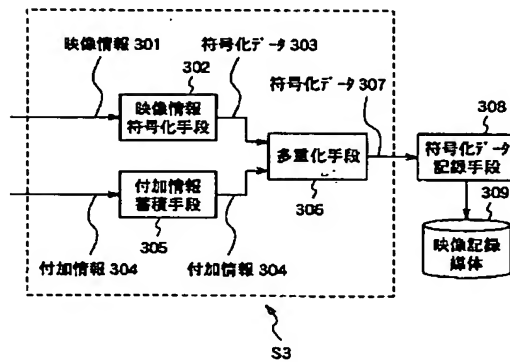 映像情報 301
符号化データ 303
302
符号化データ 307
映像情報
符号化手段
308
多重化手段
符号化データ
記録手段
付加情報
蓄積手段
306
309
305
映像記録
媒体
付加情報 304
付加情報 304
S3